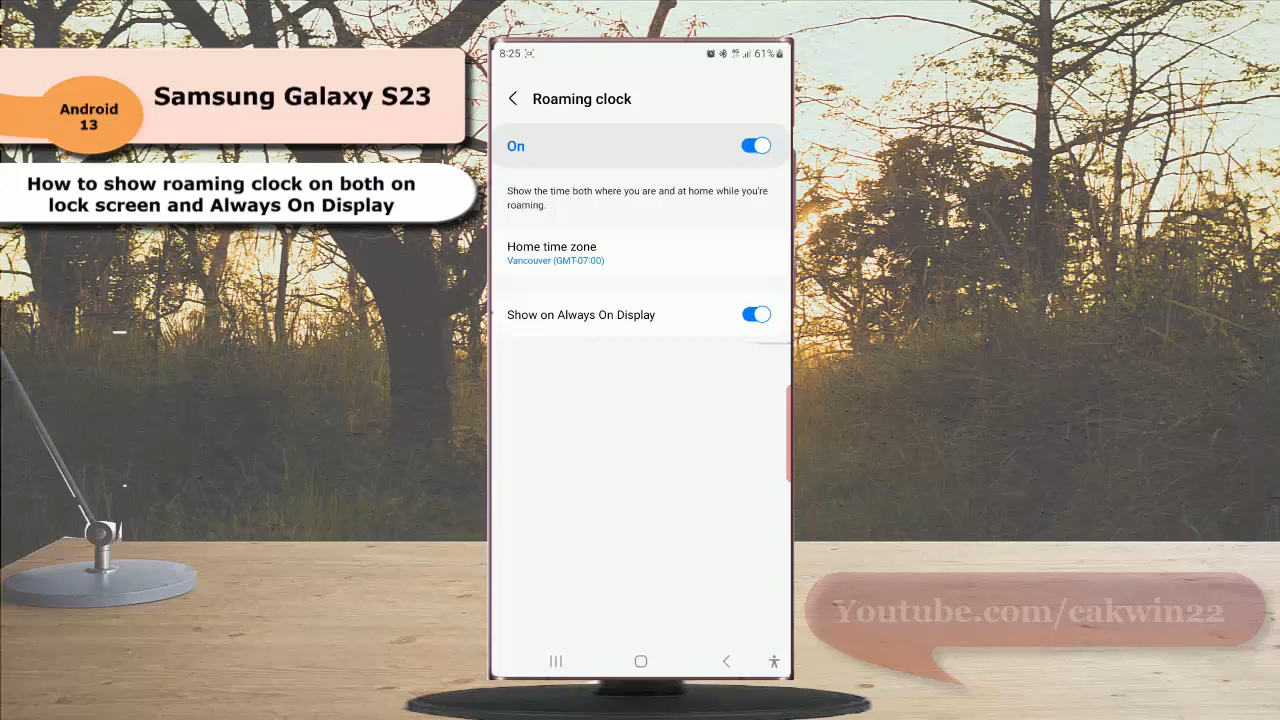 Samsung Galaxy S23
Android
13
How to show roaming clock on both on
lock screen and Always On Display
8:25
61%
Roaming clock
On
Show the time both where you are and at home while you're
roaming.
Home time zone
Vancouver (GMT-07:00)
Show on Always On Display
Youtube.com/cakwin22